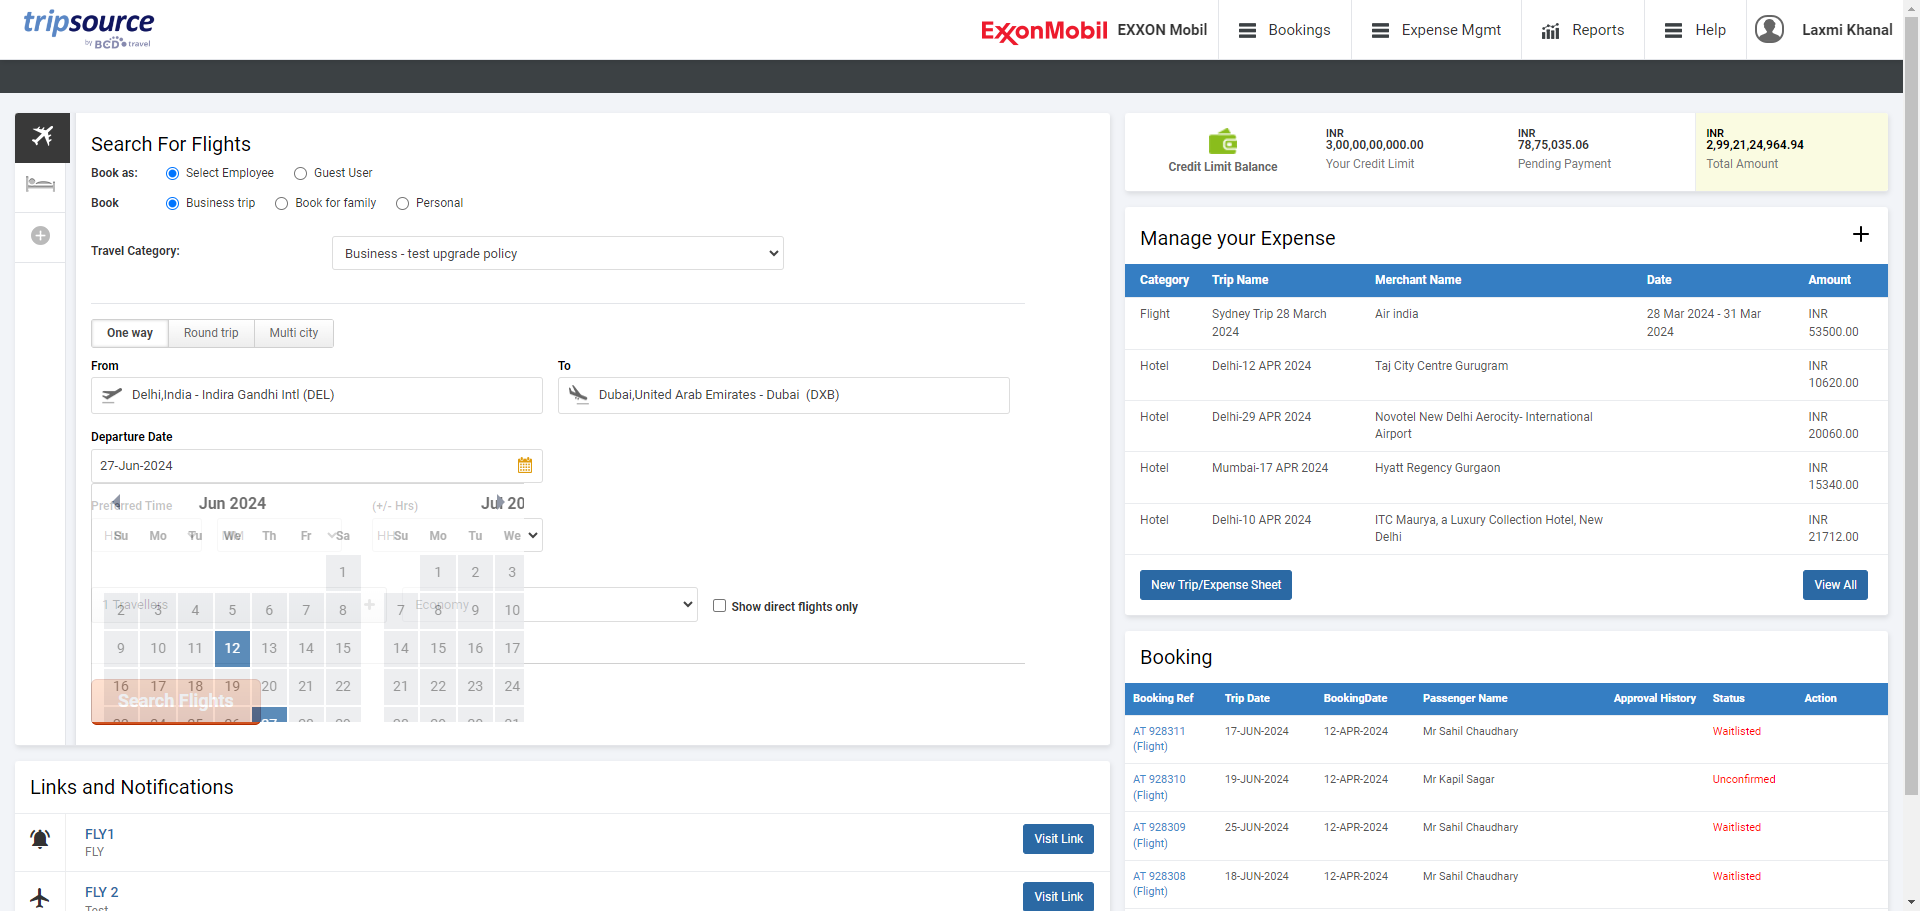 tripsource
by BCD travel
ExxonMobil EXXON Mobil
Bookings
Expense Mgmt
Reports
Help
Laxmi Khanal
Search For Flights
Book as: Select Employee Guest User
Book Business trip Book for family Personal
Travel Category: Business - test upgrade policy
One way Round trip Multi city
From To
Delhi,India - Indira Gandhi Intl (DEL) Dubai,United Arab Emirates - Dubai (DXB)
Departure Date
27-Jun-2024
Preferred Time Jun 2024 (+/- Hrs) Jul 20
Su Mo Tu We Th Fr Sa Su Mo Tu We
1 1 2 3
1 Travellers Economy Show direct flights only
2 3 4 5 6 7 8 7 8 9 10
9 10 11 12 13 14 15 14 15 16 17
16 17 18 19 20 21 22 21 22 23 24
Search Flights
Links and Notifications
FLY1
FLY
Visit Link
FLY 2
Test
Visit Link
Credit Limit Balance
INR
3,00,00,00,000.00
Your Credit Limit
INR
78,75,035.06
Pending Payment
INR
2,99,21,24,964.94
Total Amount
Manage your Expense
Category Trip Name Merchant Name Date Amount
Flight Sydney Trip 28 March Air india 28 Mar 2024 - 31 Mar INR
2024 2024 53500.00
Hotel Delhi-12 APR 2024 Taj City Centre Gurugram INR
10620.00
Hotel Delhi-29 APR 2024 Novotel New Delhi Aerocity- International INR
Airport 20060.00
Hotel Mumbai-17 APR 2024 Hyatt Regency Gurgaon INR
15340.00
Hotel Delhi-10 APR 2024 ITC Maurya, a Luxury Collection Hotel, New INR
Delhi 21712.00
New Trip/Expense Sheet View All
Booking
Booking Ref Trip Date BookingDate Passenger Name Approval History Status Action
AT 928311 17-JUN-2024 12-APR-2024 Mr Sahil Chaudhary Waitlisted
(Flight)
AT 928310 19-JUN-2024 12-APR-2024 Mr Kapil Sagar Unconfirmed
(Flight)
AT 928309 25-JUN-2024 12-APR-2024 Mr Sahil Chaudhary Waitlisted
(Flight)
AT 928308 18-JUN-2024 12-APR-2024 Mr Sahil Chaudhary Waitlisted
(Flight)